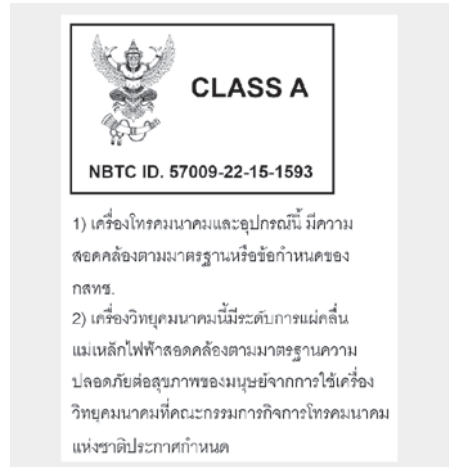 CLASS A
NBTC ID. 57009-22-15-1593
1) เครื่องโทรคมนาคมและอุปกรณ์นี้ มีความ
สอดคล้องตามมาตรฐานหรือข้อกำหนดของ
กสทช.
2) เครื่องวิทยุคมนาคมนี้มีระดับการแผ่คลื่น
แม่เหล็กไฟฟ้าสอดคล้องตามมาตรฐานความ
ปลอดภัยต่อสุขภาพของมนุษย์จากการใช้เครื่อง
วิทยุคมนาคมที่คณะกรรมการกิจการโทรคมนาคม
แห่งชาติประกาศกำหนด